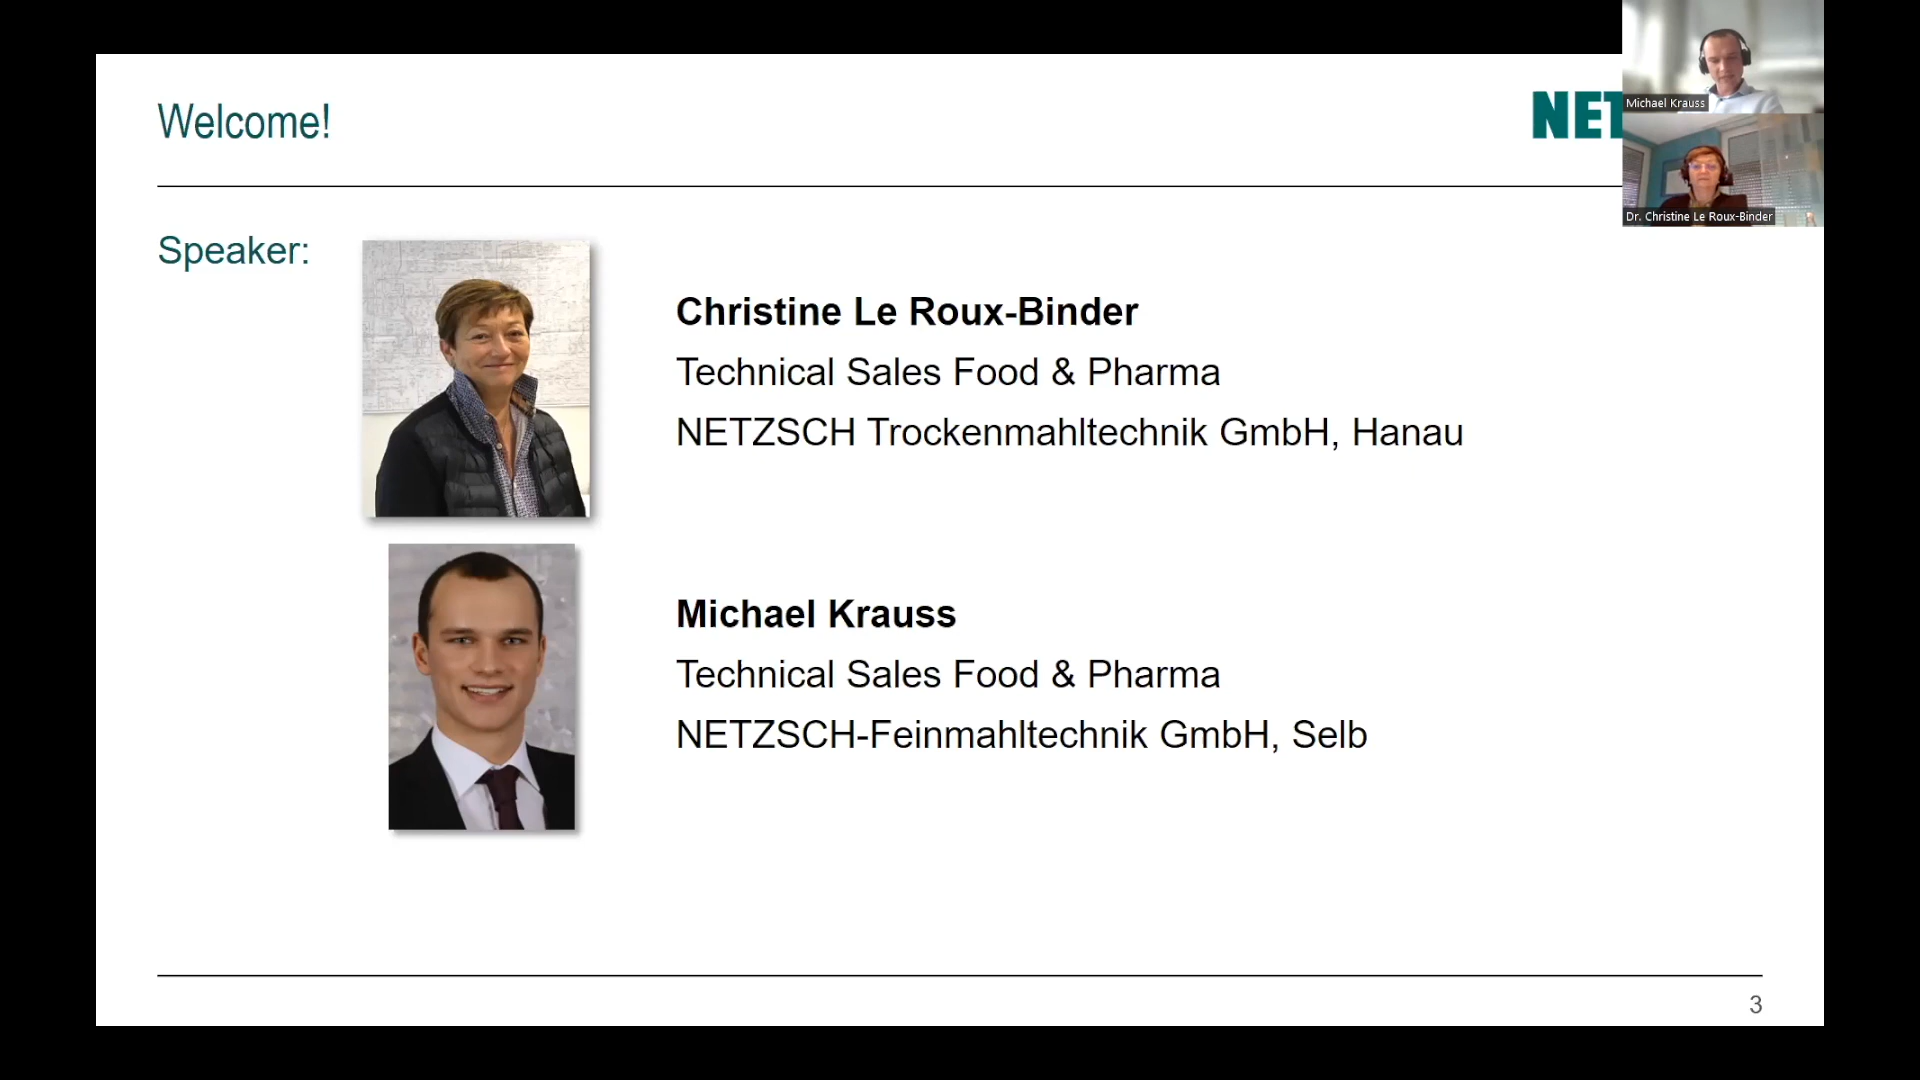 Welcome!
NET
Michael Krauss
Dr. Christine Le Roux-Binder
Speaker:
Christine Le Roux-Binder
Technical Sales Food & Pharma
NETZSCH Trockenmahltechnik GmbH, Hanau
Michael Krauss
Technical Sales Food & Pharma
NETZSCH-Feinmahltechnik GmbH, Selb
3